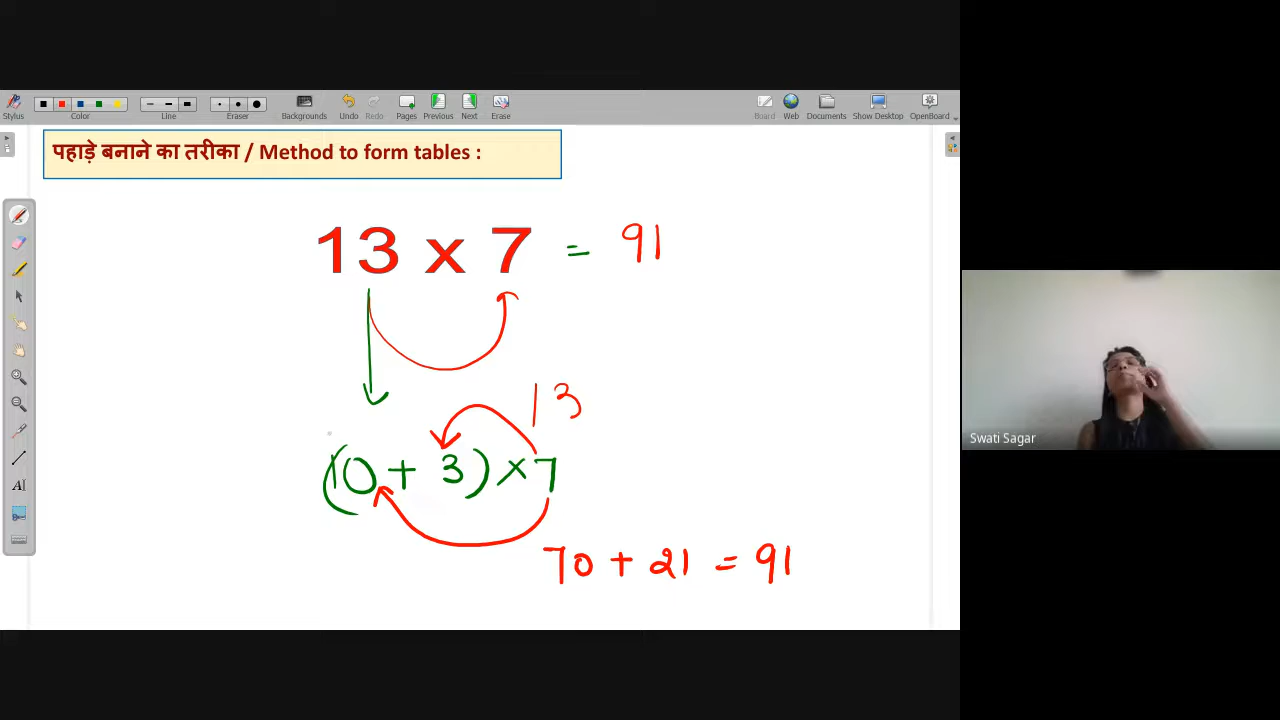 Stylus
Color
Line
Eraser
Backgrounds
Undo
Redo
Pages
Previous
Next
Erase
Board
Web
Documents
Show Desktop
OpenBoard
पहाड़े बनाने का तरीका / Method to form tables :
13 x 7 = 91
13
(10 + 3) × 7
70 + 21 = 91
Swati Sagar